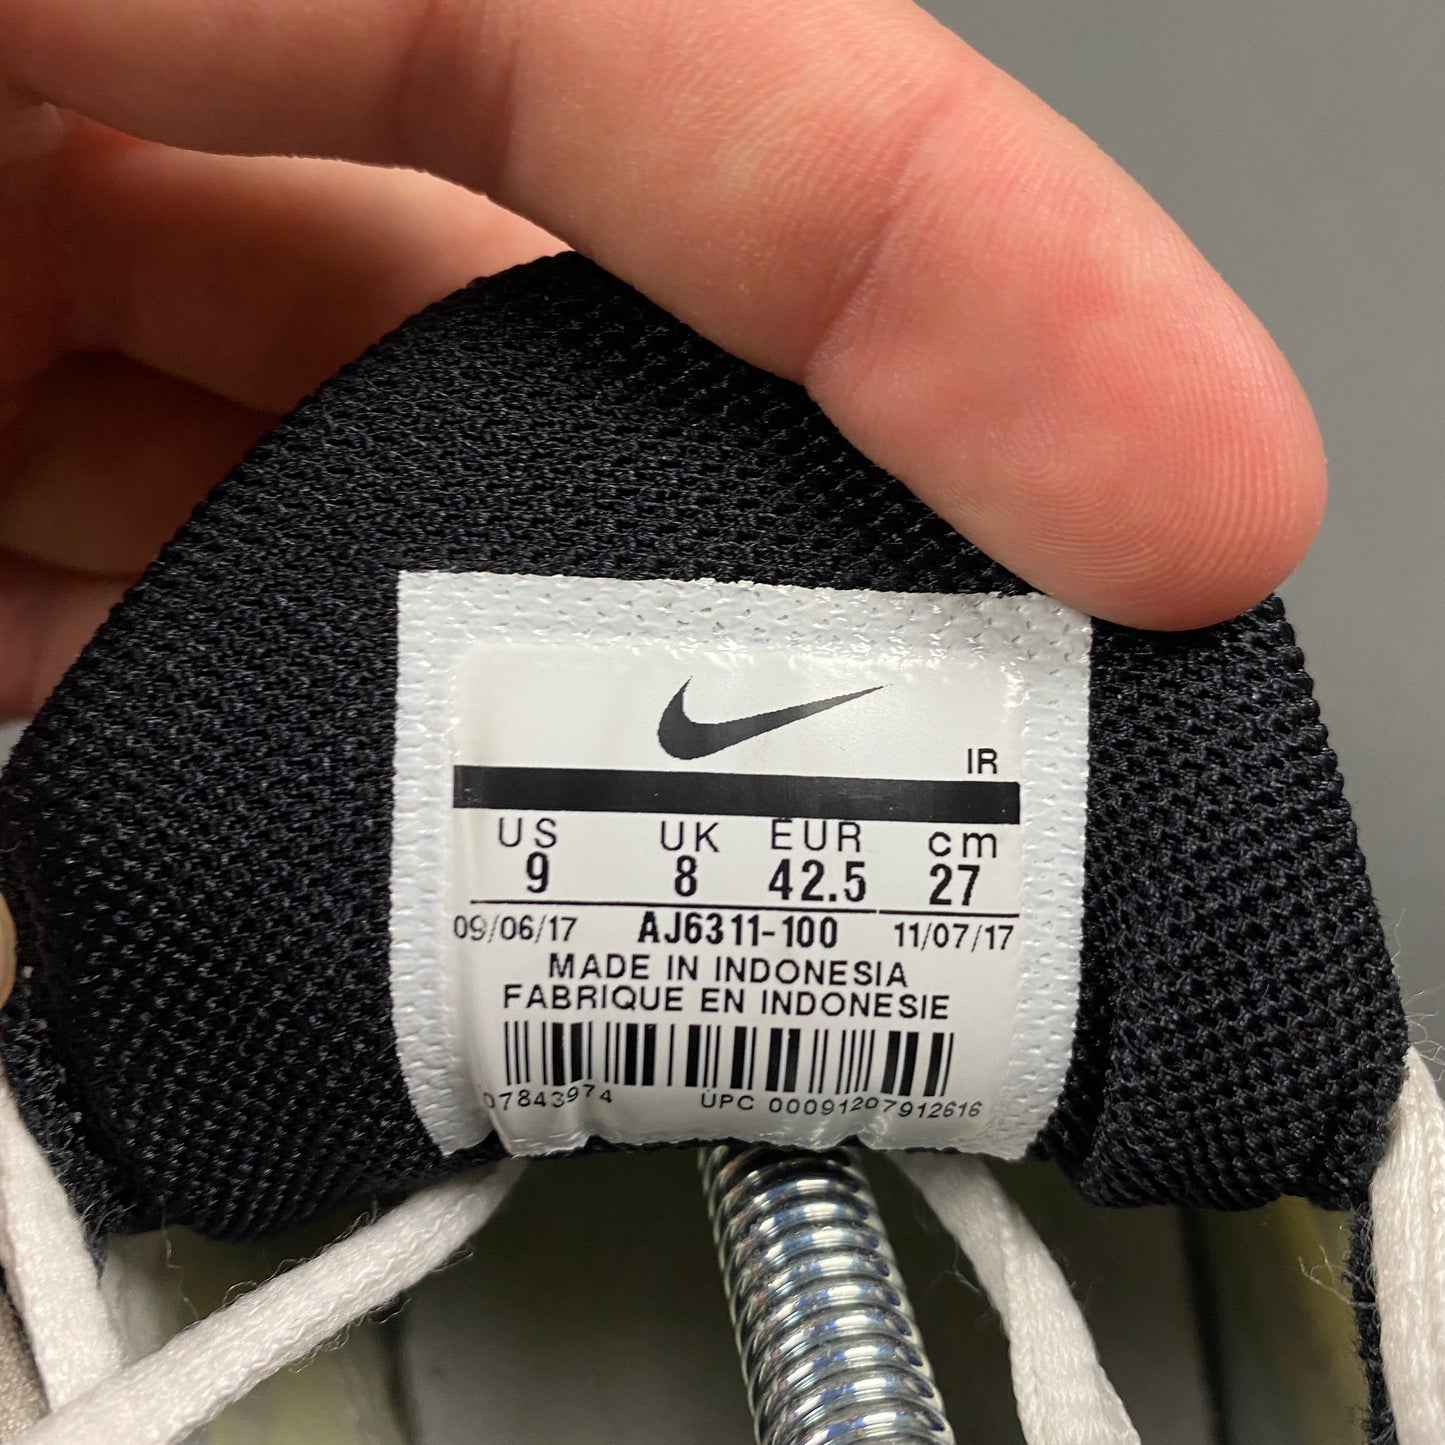 IR
US UK EUR cm
9 8 42.5 27
09/06/17 AJ6311-100 11/07/17
MADE IN INDONESIA
FABRIQUE EN INDONESIE
07843974 UPC 00091207912616